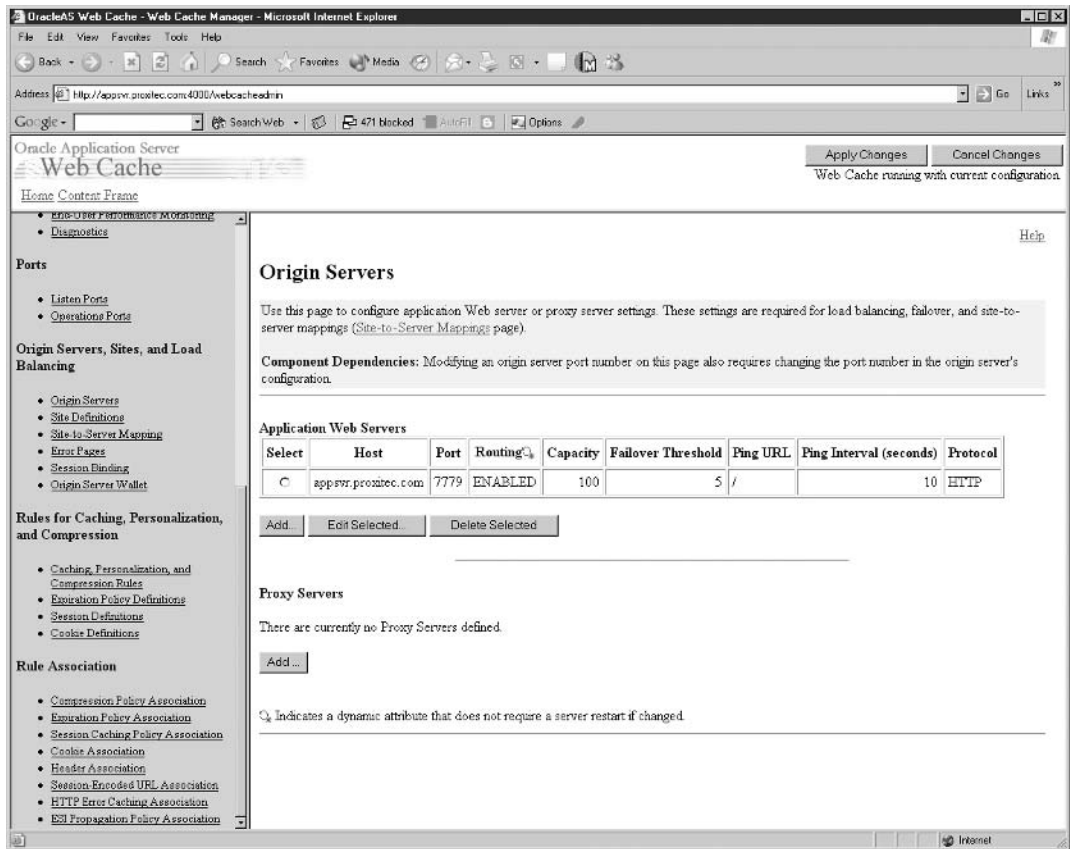 OracleAS Web Cache - Web Cache Manager - Microsoft Internet Explorer
File Edit View Favorites Tools Help
Back Search Favorites Media
Address http://appsvr.proxitec.com:4000/webcacheadmin Go Links
Google Search Web 471 blocked AutoFill Options
Oracle Application Server
Web Cache
Home Content Frame
Apply Changes Cancel Changes
Web Cache running with current configuration.
End-User Performance Monitoring
Diagnostics
Ports
Listen Ports
Operations Ports
Origin Servers, Sites, and Load
Balancing
Origin Servers
Site Definitions
Site-to-Server Mapping
Error Pages
Session Binding
Origin Server Wallet
Rules for Caching, Personalization,
and Compression
Caching, Personalization, and
Compression Rules
Expiration Policy Definitions
Session Definitions
Cookie Definitions
Rule Association
Compression Policy Association
Expiration Policy Association
Session Caching Policy Association
Cookie Association
Header Association
Session-Encoded URL Association
HTTP Error Caching Association
ESI Propagation Policy Association
Help
Origin Servers
Use this page to configure application Web server or proxy server settings. These settings are required for load balancing, failover, and site-to-
server mappings (Site-to-Server Mappings page).
Component Dependencies: Modifying an origin server port number on this page also requires changing the port number in the origin server's
configuration.
Application Web Servers
Select Host Port Routing Capacity Failover Threshold Ping URL Ping Interval (seconds) Protocol
appsvr.proxitec.com 7779 ENABLED 100 5 / 10 HTTP
Add... Edit Selected... Delete Selected
Proxy Servers
There are currently no Proxy Servers defined.
Add ...
Indicates a dynamic attribute that does not require a server restart if changed.
Internet